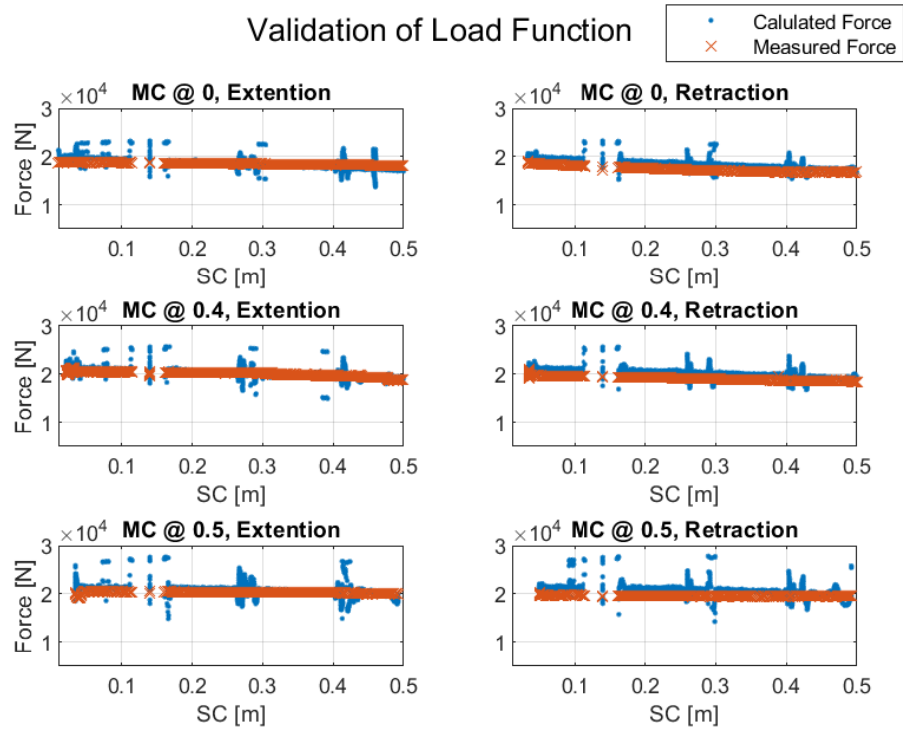 Validation of Load Function
Calulated Force
Measured Force
MC @ 0, Extention
×10⁴
3
2
1
Force [N]
0.1 0.2 0.3 0.4 0.5
SC [m]
MC @ 0, Retraction
×10⁴
3
2
1
0.1 0.2 0.3 0.4 0.5
SC [m]
MC @ 0.4, Extention
×10⁴
3
2
1
Force [N]
0.1 0.2 0.3 0.4 0.5
SC [m]
MC @ 0.4, Retraction
×10⁴
3
2
1
0.1 0.2 0.3 0.4 0.5
SC [m]
MC @ 0.5, Extention
×10⁴
3
2
1
Force [N]
0.1 0.2 0.3 0.4 0.5
SC [m]
MC @ 0.5, Retraction
×10⁴
3
2
1
0.1 0.2 0.3 0.4 0.5
SC [m]